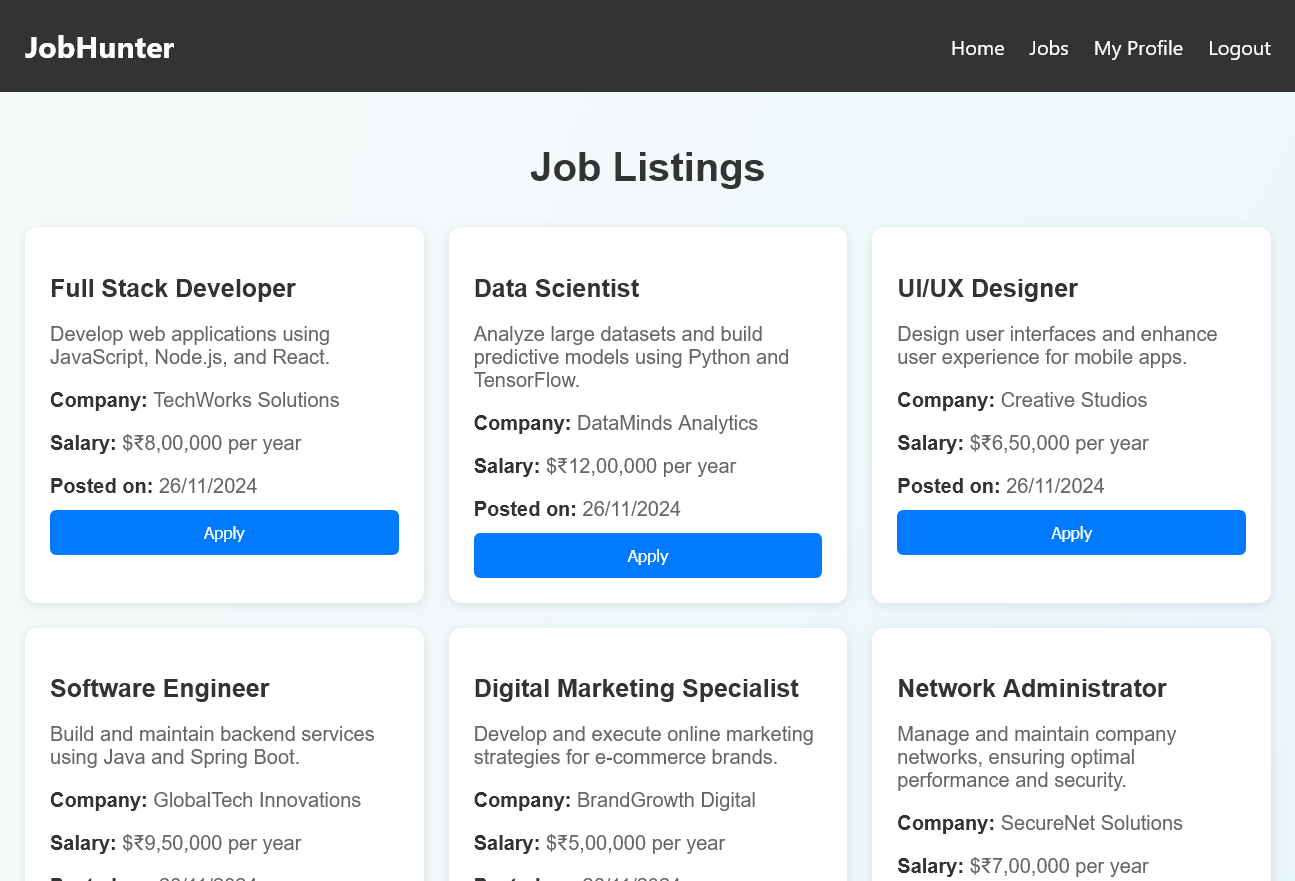 JobHunter
Home Jobs My Profile Logout
Job Listings
Full Stack Developer
Develop web applications using
JavaScript, Node.js, and React.
Company: TechWorks Solutions
Salary: $₹8,00,000 per year
Posted on: 26/11/2024
Apply
Data Scientist
Analyze large datasets and build
predictive models using Python and
TensorFlow.
Company: DataMinds Analytics
Salary: $₹12,00,000 per year
Posted on: 26/11/2024
Apply
UI/UX Designer
Design user interfaces and enhance
user experience for mobile apps.
Company: Creative Studios
Salary: $₹6,50,000 per year
Posted on: 26/11/2024
Apply
Software Engineer
Build and maintain backend services
using Java and Spring Boot.
Company: GlobalTech Innovations
Salary: $₹9,50,000 per year
Digital Marketing Specialist
Develop and execute online marketing
strategies for e-commerce brands.
Company: BrandGrowth Digital
Salary: $₹5,00,000 per year
Network Administrator
Manage and maintain company
networks, ensuring optimal
performance and security.
Company: SecureNet Solutions
Salary: $₹7,00,000 per year